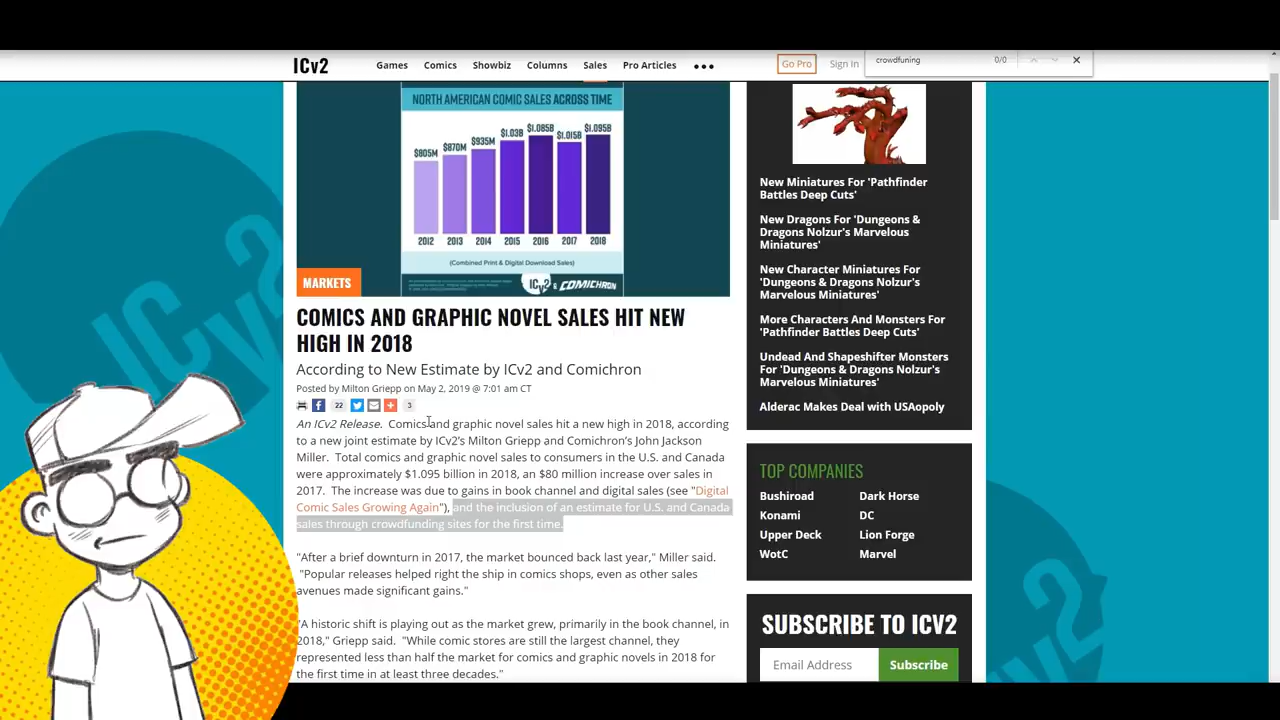 ICv2
Games
Comics
Showbiz
Columns
Sales
Pro Articles
Go Pro
Sign in
crowdfuning
0/0
NORTH AMERICAN COMIC SALES ACROSS TIME
$805M
$870M
$935M
$1.03B
$1.085B
$1.015B
$1.095B
2012
2013
2014
2015
2016
2017
2018
(Combined Print & Digital Download Sales)
ICv2 & COMICHRON
MARKETS
COMICS AND GRAPHIC NOVEL SALES HIT NEW
HIGH IN 2018
According to New Estimate by ICv2 and Comichron
Posted by Milton Griepp on May 2, 2019 @ 7:01 am CT
22
3
An ICv2 Release. Comics and graphic novel sales hit a new high in 2018, according
to a new joint estimate by ICv2's Milton Griepp and Comichron's John Jackson
Miller. Total comics and graphic novel sales to consumers in the U.S. and Canada
were approximately $1.095 billion in 2018, an $80 million increase over sales in
2017. The increase was due to gains in book channel and digital sales (see "Digital
Comic Sales Growing Again"), and the inclusion of an estimate for U.S. and Canada
sales through crowdfunding sites for the first time.
"After a brief downturn in 2017, the market bounced back last year," Miller said.
"Popular releases helped right the ship in comics shops, even as other sales
avenues made significant gains."
"A historic shift is playing out as the market grew, primarily in the book channel, in
2018," Griepp said. "While comic stores are still the largest channel, they
represented less than half the market for comics and graphic novels in 2018 for
the first time in at least three decades."
New Miniatures For 'Pathfinder
Battles Deep Cuts'
New Dragons For 'Dungeons &
Dragons Nolzur's Marvelous
Miniatures'
New Character Miniatures For
'Dungeons & Dragons Nolzur's
Marvelous Miniatures'
More Characters And Monsters For
'Pathfinder Battles Deep Cuts'
Undead And Shapeshifter Monsters
For 'Dungeons & Dragons Nolzur's
Marvelous Miniatures'
Alderac Makes Deal with USAopoly
TOP COMPANIES
Bushiroad
Dark Horse
Konami
DC
Upper Deck
Lion Forge
WotC
Marvel
SUBSCRIBE TO ICV2
Email Address
Subscribe
ICv2
ICv2